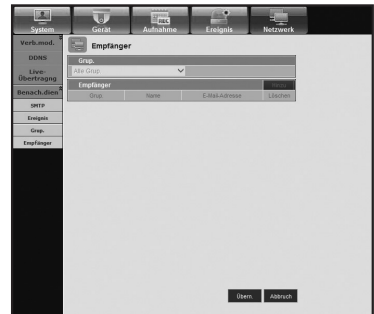 System Gerät Aufnahme Ereignis Netzwerk
Verb.mod.
DDNS
Live-
Übertragng
Benach.dien
SMTP
Ereignis
Grup.
Empfänger
Empfänger
Grup.
Alle Grup.
Empfänger
Grup. Name E-Mail-Adresse Löschen
Übern. Abbruch